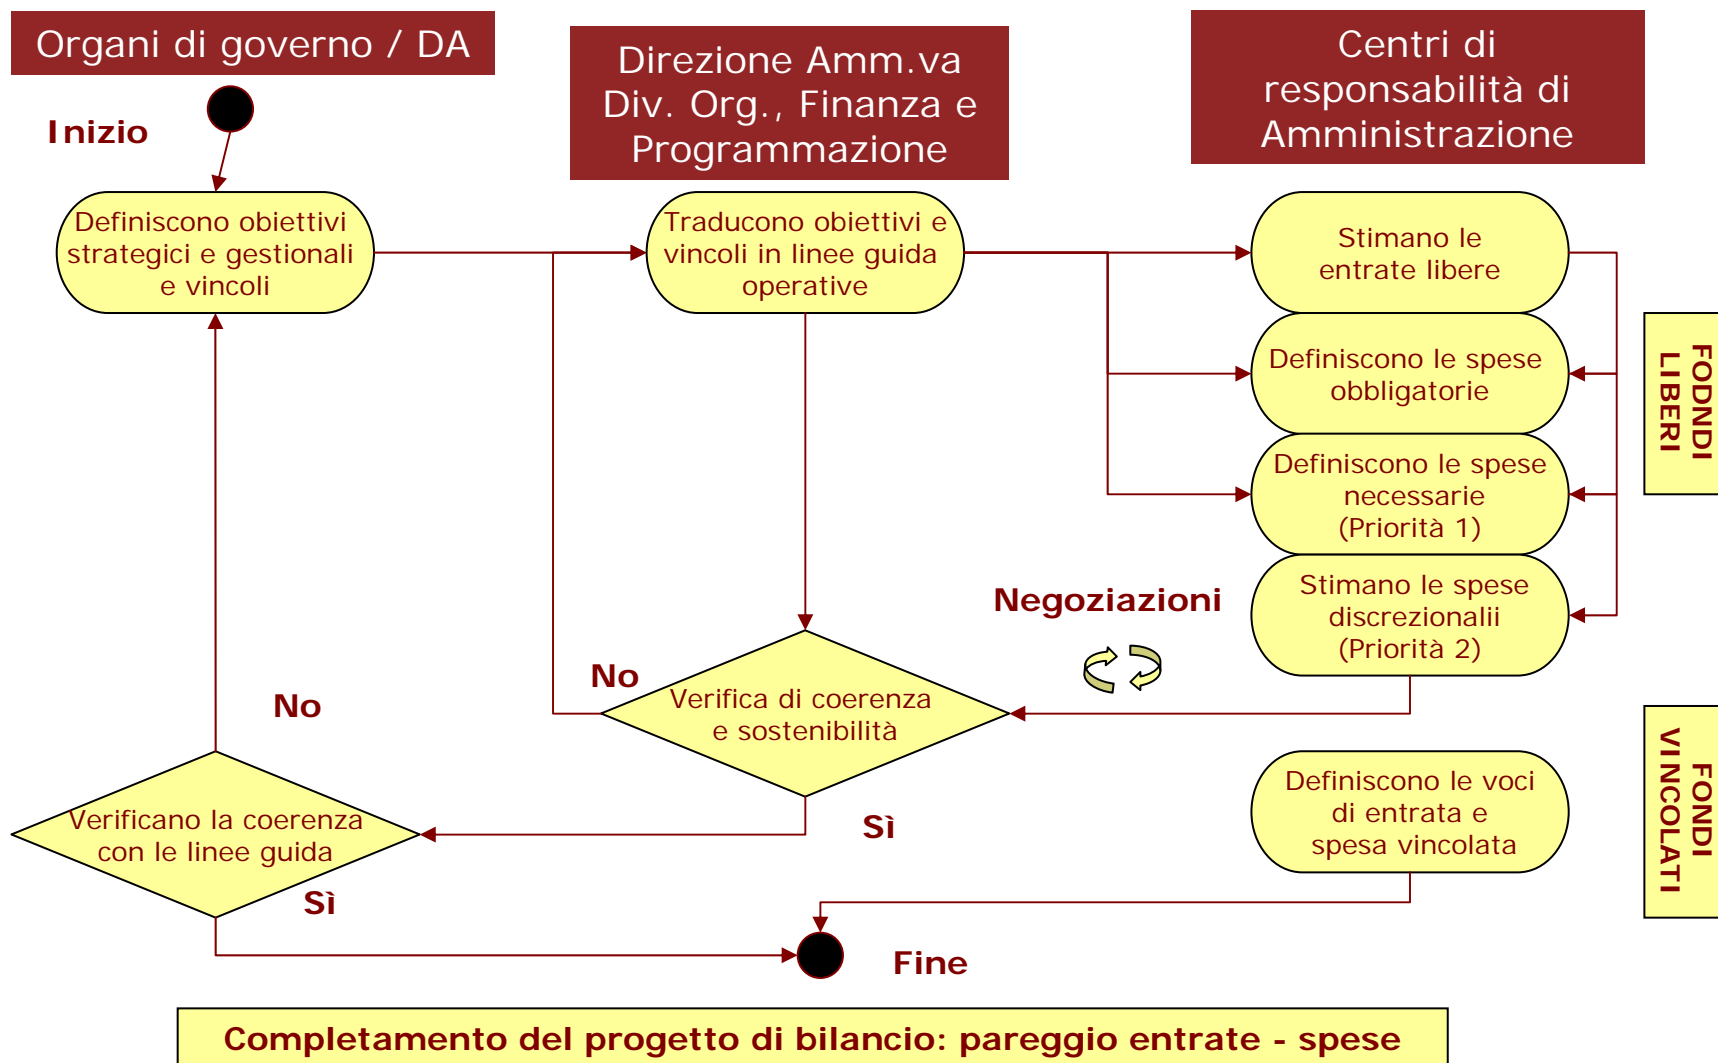 Organi di governo / DA
Direzione Amm.va
Div. Org., Finanza e
Programmazione
Centri di
responsabilità di
Amministrazione
Inizio
Definiscono obiettivi
strategici e gestionali
e vincoli
Traducono obiettivi e
vincoli in linee guida
operative
Stimano le
entrate libere
Definiscono le spese
obbligatorie
Definiscono le spese
necessarie
(Priorità 1)
Stimano le spese
discrezionalii
(Priorità 2)
FODNDI
LIBERI
Negoziazioni
No
Verifica di coerenza
e sostenibilità
Sì
No
Verificano la coerenza
con le linee guida
Sì
Definiscono le voci
di entrata e
spesa vincolata
FONDI
VINCOLATI
Fine
Completamento del progetto di bilancio: pareggio entrate - spese